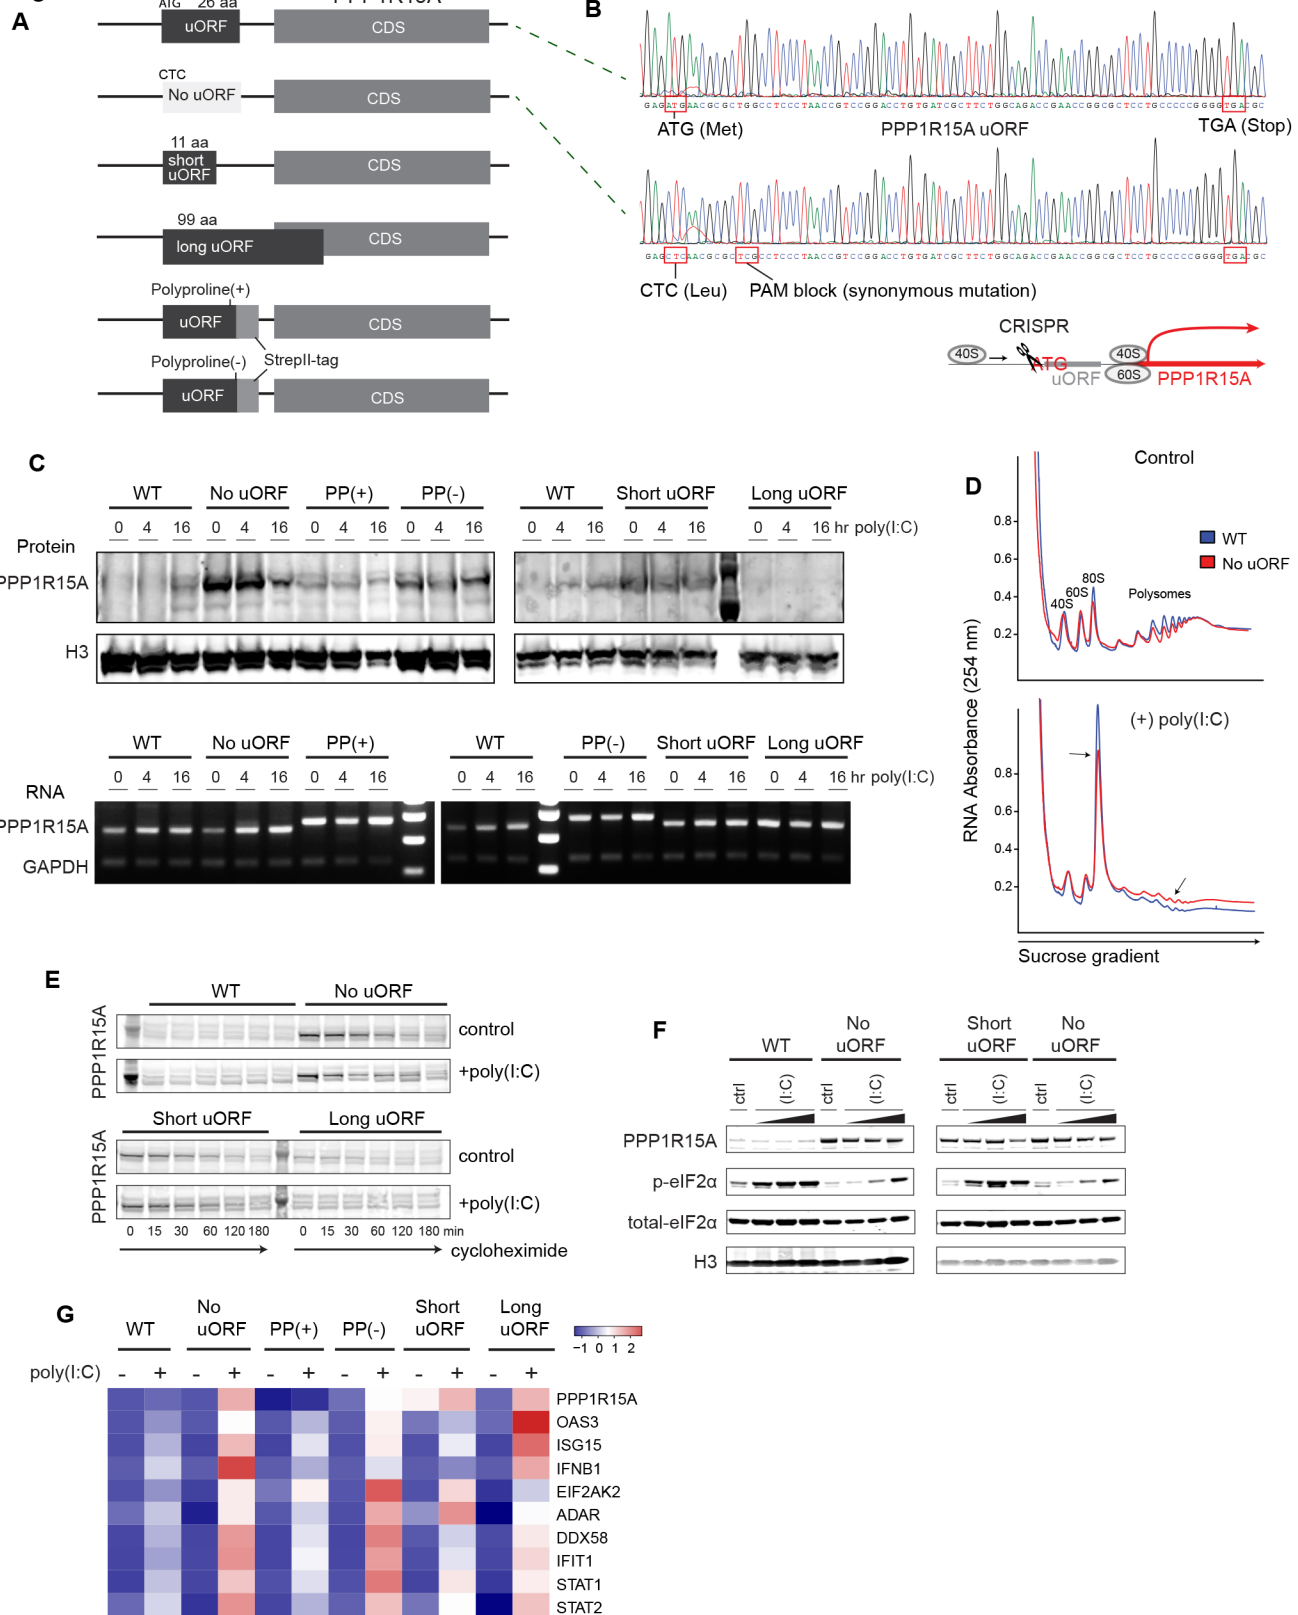 A
ATG 26 aa PPP1R15A
uORF CDS
CTC
No uORF CDS
11 aa
short
uORF
CDS
99 aa
long uORF CDS
Polyproline(+)
uORF CDS
StrepII-tag
Polyproline(-)
uORF CDS
B
GAGATGAACGCGCTGGCCTCCCTAACCGTCCGGACCTGTGATCGCTTCTGGCAGACCGAACCGGCGCTCCTGCCCCCGGGGTGACGC
ATG (Met) PPP1R15A uORF TGA (Stop)
GAGCTCAACGCGCTCGCCTCCCTAACCGTCCGGACCTGTGATCGCTTCTGGCAGACCGAACCGGCGCTCCTGCCCCCGGGGTGACGC
CTC (Leu) PAM block (synonymous mutation)
CRISPR
40S ATG 40S
uORF 60S PPP1R15A
C
WT No uORF PP(+) PP(-) WT Short uORF Long uORF
0 4 16 0 4 16 0 4 16 0 4 16 0 4 16 0 4 16 0 4 16 hr poly(I:C)
Protein
PPP1R15A
H3
WT No uORF PP(+) WT PP(-) Short uORF Long uORF
0 4 16 0 4 16 0 4 16 0 4 16 0 4 16 0 4 16 0 4 16 hr poly(I:C)
RNA
PPP1R15A
GAPDH
D
Control
WT
No uORF
0.8
0.6
0.4
0.2
40S 60S 80S Polysomes
RNA Absorbance (254 nm)
(+) poly(I:C)
0.8
0.6
0.4
0.2
Sucrose gradient
E
WT No uORF
PPP1R15A
control
+poly(I:C)
Short uORF Long uORF
PPP1R15A
control
+poly(I:C)
0 15 30 60 120 180 0 15 30 60 120 180 min
cycloheximide
F
WT No uORF Short uORF No uORF
ctrl (I:C) ctrl (I:C) ctrl (I:C) ctrl (I:C)
PPP1R15A
p-eIF2α
total-eIF2α
H3
G
WT No uORF PP(+) PP(-) Short uORF Long uORF
−1 0 1 2
poly(I:C) - + - + - + - + - + - +
PPP1R15A
OAS3
ISG15
IFNB1
EIF2AK2
ADAR
DDX58
IFIT1
STAT1
STAT2